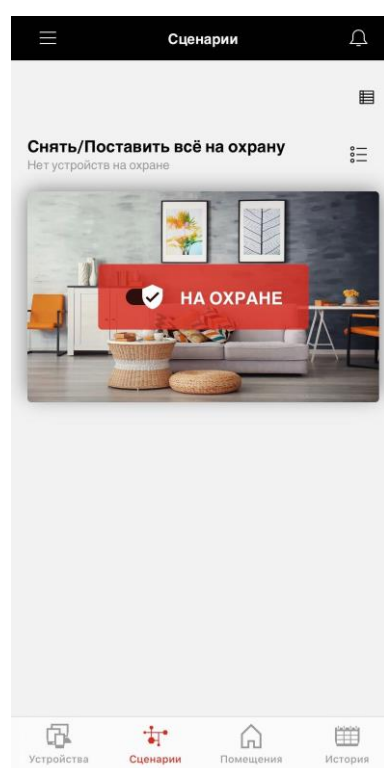 Сценарии
Снять/Поставить всё на охрану
Нет устройств на охране
НА ОХРАНЕ
Устройства
Сценарии
Помещения
История